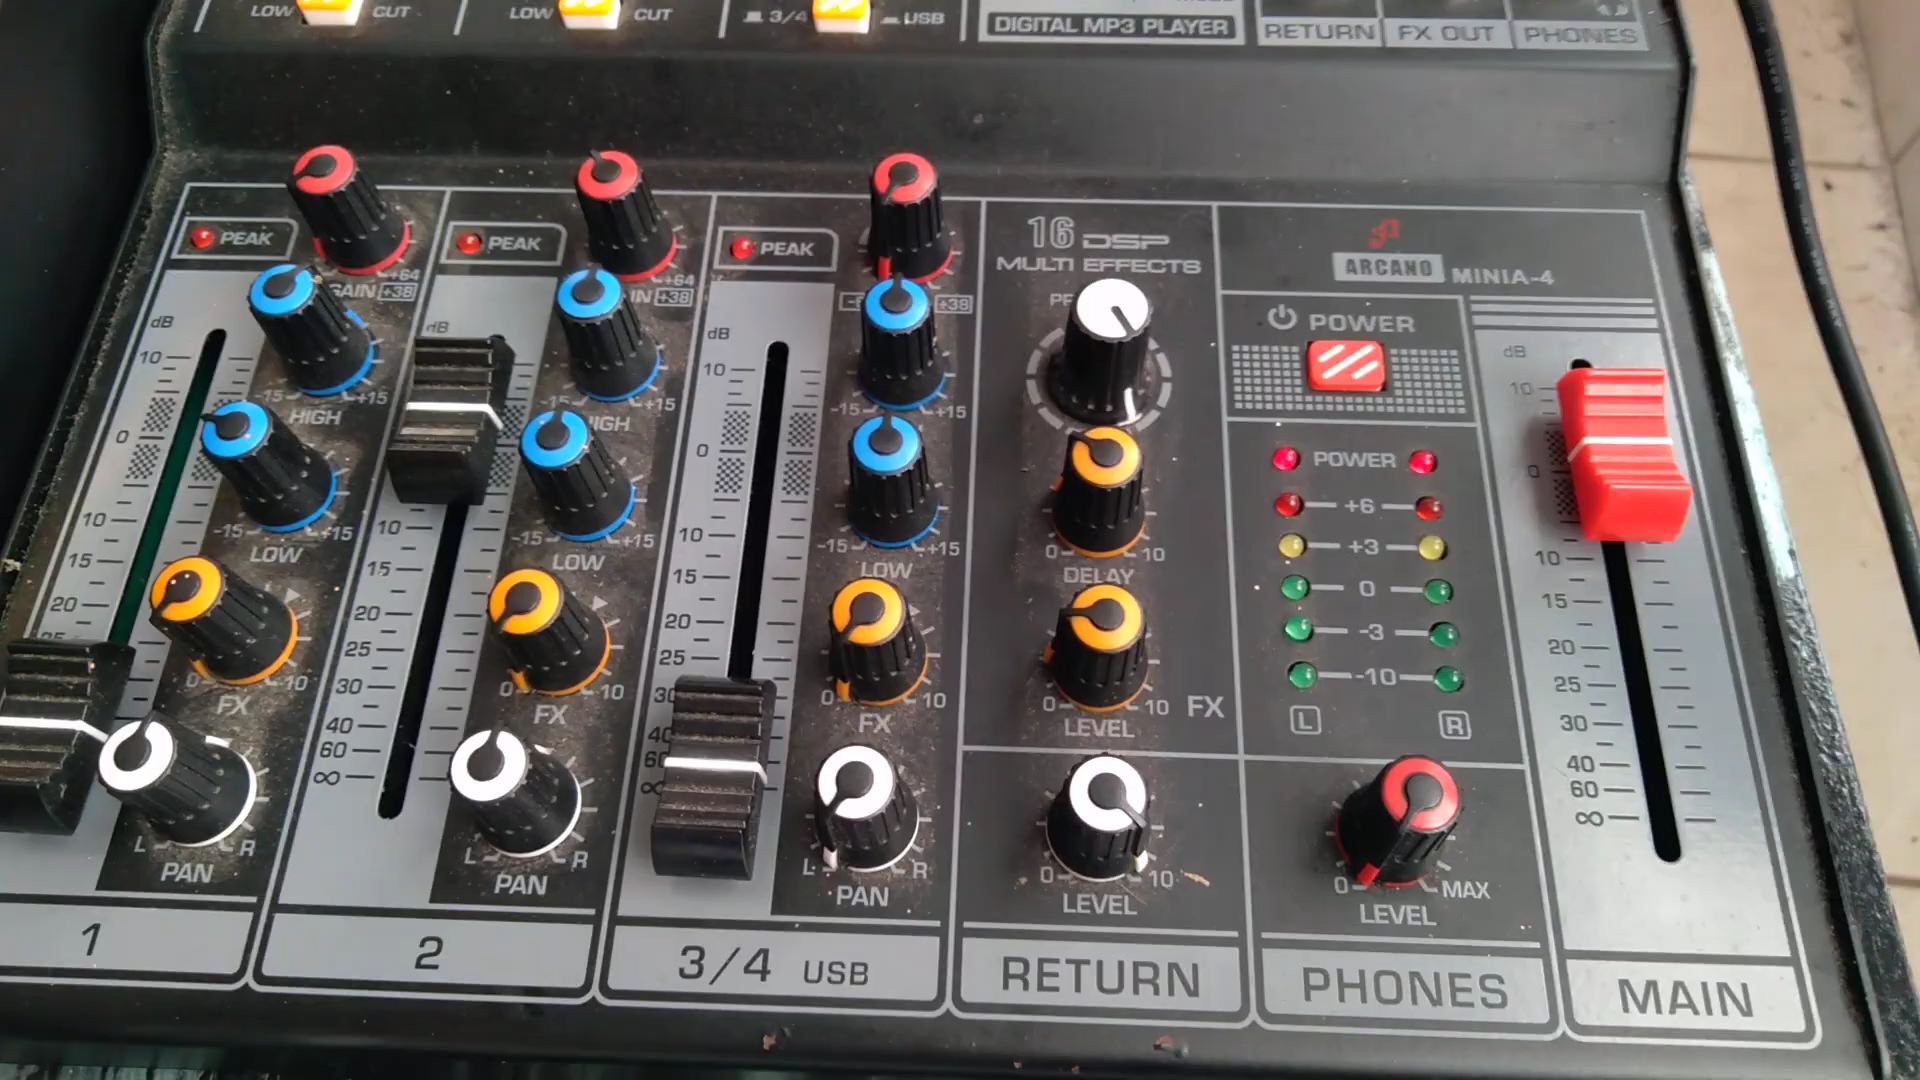 LOW CUT
LOW CUT
3/4 USB
DIGITAL MP3 PLAYER
RETURN
FX OUT
PHONES
PEAK
+64
GAIN +38
dB
10
0
10
15
20
25
-15 +15
HIGH
-15 +15
LOW
0 10
FX
L R
PAN
1
PEAK
+64
IN +38
dB
10
15
20
25
30
40
60
∞
-15 +15
HIGH
-15 +15
LOW
0 10
FX
L R
PAN
2
PEAK
+38
dB
10
0
10
15
20
25
30
40
60
∞
-15 +15
-15 +15
LOW
0 10
FX
L R
PAN
3/4 USB
16 DSP
MULTI EFFECTS
0 10
DELAY
0 10
LEVEL
FX
0 10
LEVEL
RETURN
ARCANO MINIA-4
POWER
POWER
+6
+3
0
-3
-10
L R
0 MAX
LEVEL
PHONES
dB
10
0
10
15
20
25
30
40
60
∞
MAIN